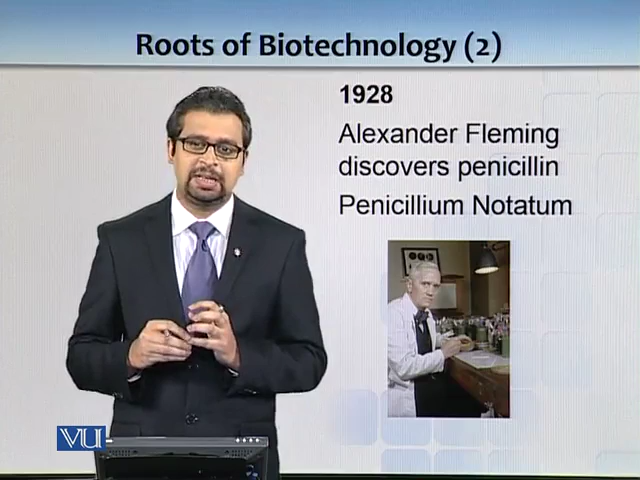 Roots of Biotechnology (2)
1928
Alexander Fleming
discovers penicillin
Penicillium Notatum
VU